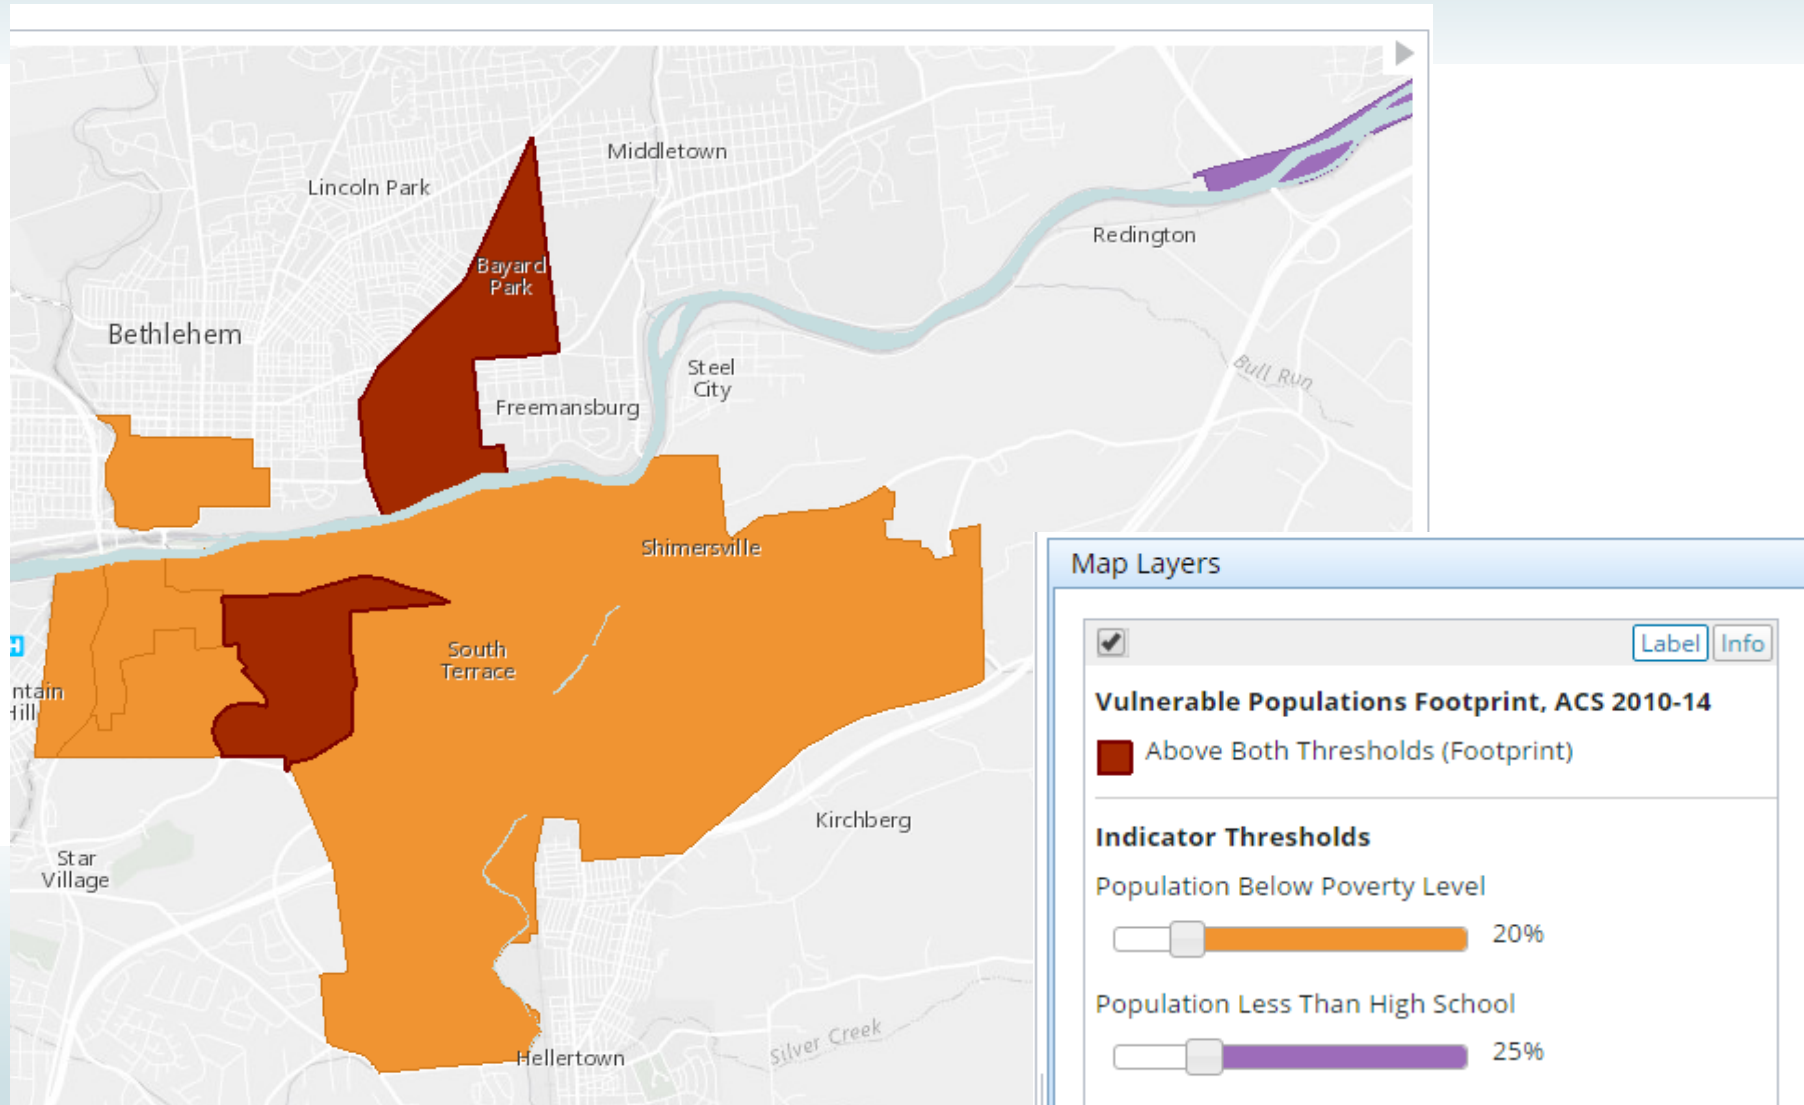 Middletown
Lincoln Park
Bayard
Park
Redington
Bethlehem
Steel
City
Bull Run
Freemansburg
Shimersville
H
South
Terrace
ntain
Hill
Kirchberg
Star
Village
Hellertown
Silver Creek
Map Layers
Label Info
Vulnerable Populations Footprint, ACS 2010-14
Above Both Thresholds (Footprint)
Indicator Thresholds
Population Below Poverty Level
20%
Population Less Than High School
25%